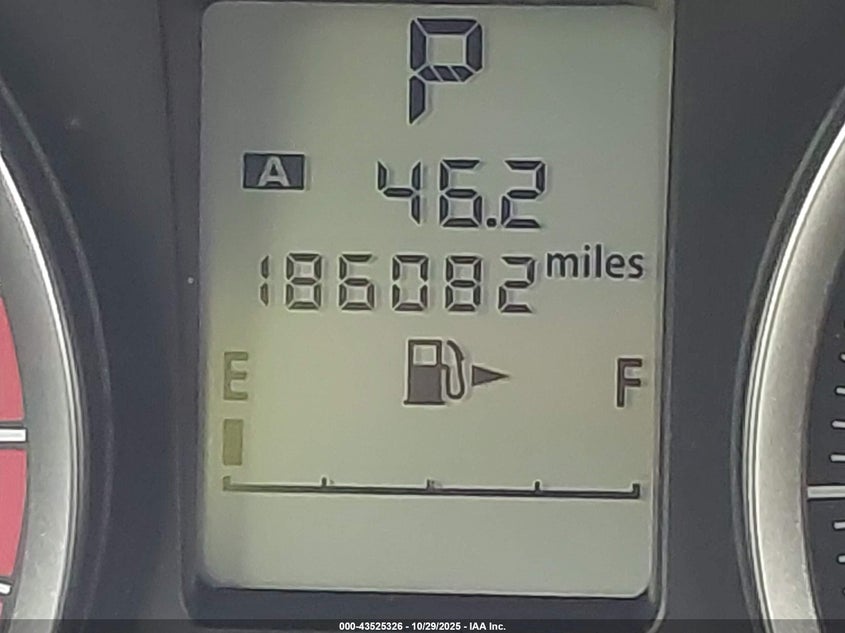 P
A 46.2
186082 miles
E F
000-43525326 - 10/29/2025 - IAA Inc.